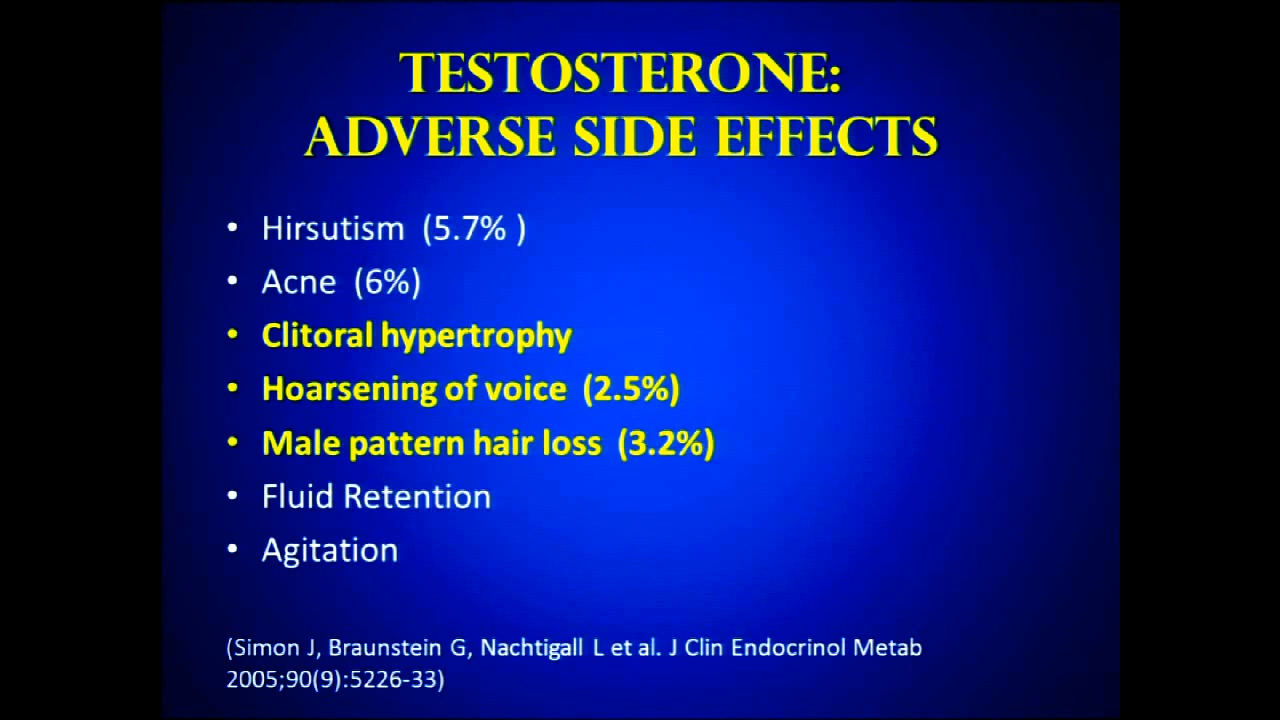 TESTOSTERONE:
ADVERSE SIDE EFFECTS
• Hirsutism (5.7% )
• Acne (6%)
• Clitoral hypertrophy
• Hoarsening of voice (2.5%)
• Male pattern hair loss (3.2%)
• Fluid Retention
• Agitation
(Simon J, Braunstein G, Nachtigall L et al. J Clin Endocrinol Metab
2005;90(9):5226-33)